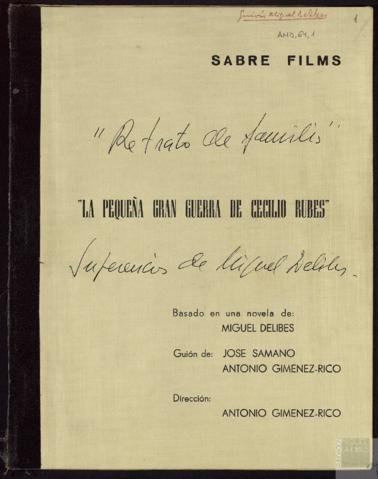 Guión Miguel Delibes
1
AMD,64,1
SABRE FILMS
"Retrato de familia"
"LA PEQUEÑA GRAN GUERRA DE CECILIO RUBES"
Sugerencias de Miguel Delibes.
Basado en una novela de:
MIGUEL DELIBES
Guión de: JOSE SAMANO
ANTONIO GIMENEZ-RICO
Dirección:
ANTONIO GIMENEZ-RICO